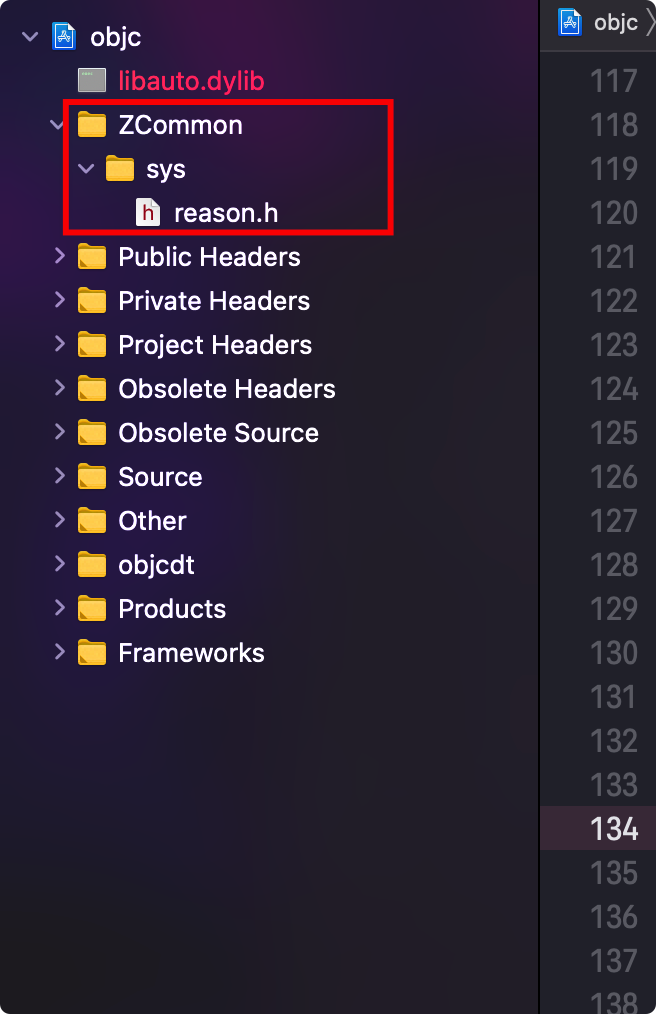 objc
libauto.dylib
ZCommon
sys
h reason.h
Public Headers
Private Headers
Project Headers
Obsolete Headers
Obsolete Source
Source
Other
objcdt
Products
Frameworks
objc
117
118
119
120
121
122
123
124
125
126
127
128
129
130
131
132
133
134
135
136
137
138